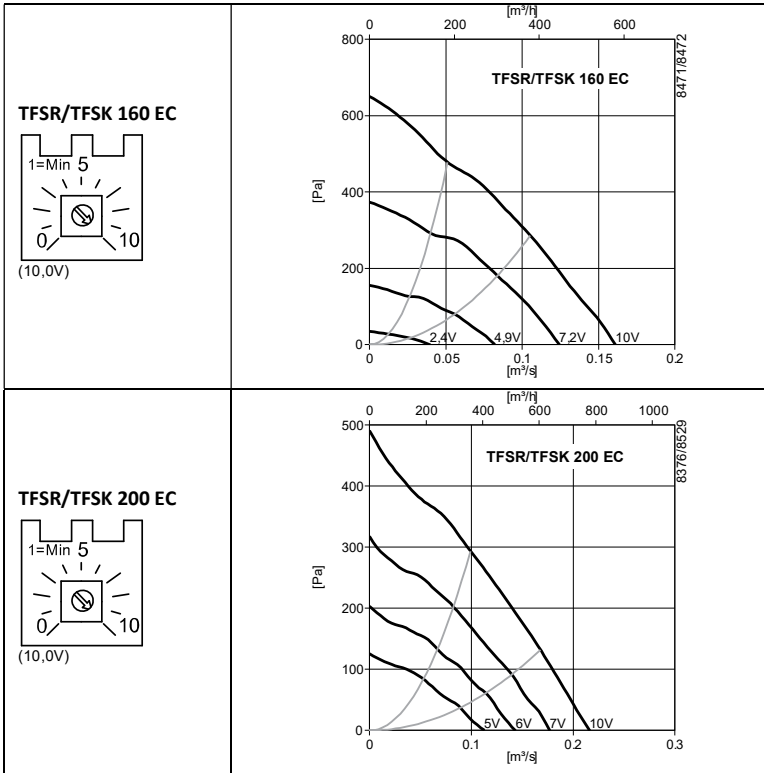 TFSR/TFSK 160 EC
1=Min 5
0 10
(10,0V)
[m³/h]
0 200 400 600
800
600
400
200
0
[Pa]
TFSR/TFSK 160 EC
8471/8472
2,4V 4,9V 7,2V 10V
0 0.05 0.1 0.15 0.2
[m³/s]
TFSR/TFSK 200 EC
1=Min 5
0 10
(10,0V)
[m³/h]
0 200 400 600 800 1000
500
400
300
200
100
0
[Pa]
TFSR/TFSK 200 EC
8376/8529
5V 6V 7V 10V
0 0.1 0.2 0.3
[m³/s]